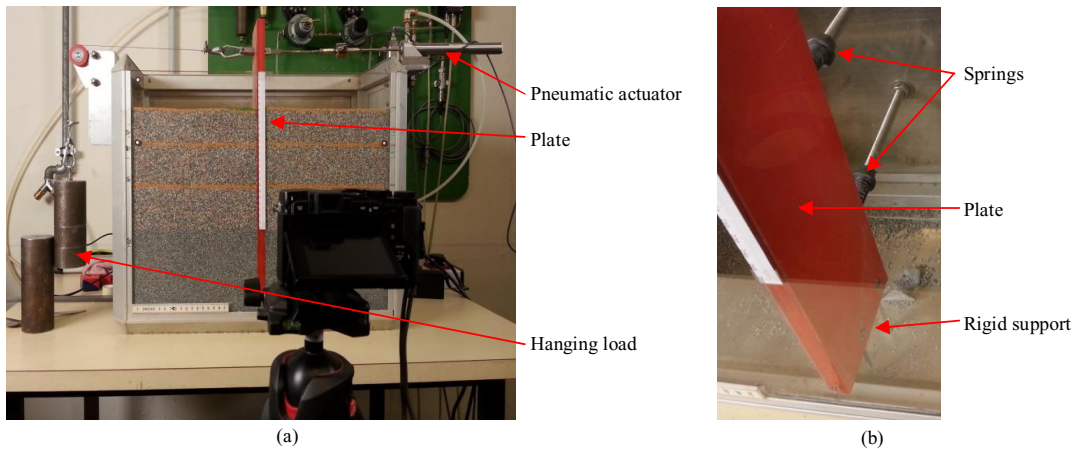 Pneumatic actuator
Plate
Hanging load
(a)
Springs
Plate
Rigid support
(b)